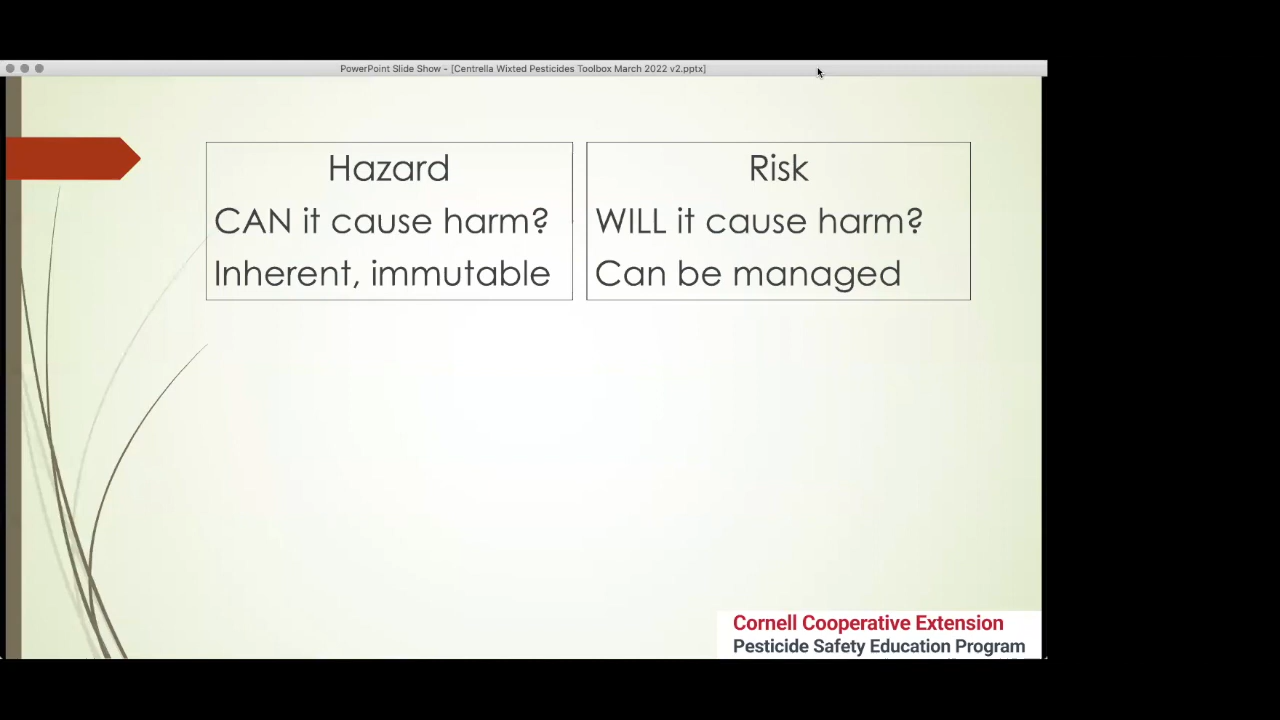 PowerPoint Slide Show - [Centrella Wixted Pesticides Toolbox March 2022 v2.pptx]
Hazard
CAN it cause harm?
Inherent, immutable
Risk
WILL it cause harm?
Can be managed
Cornell Cooperative Extension
Pesticide Safety Education Program